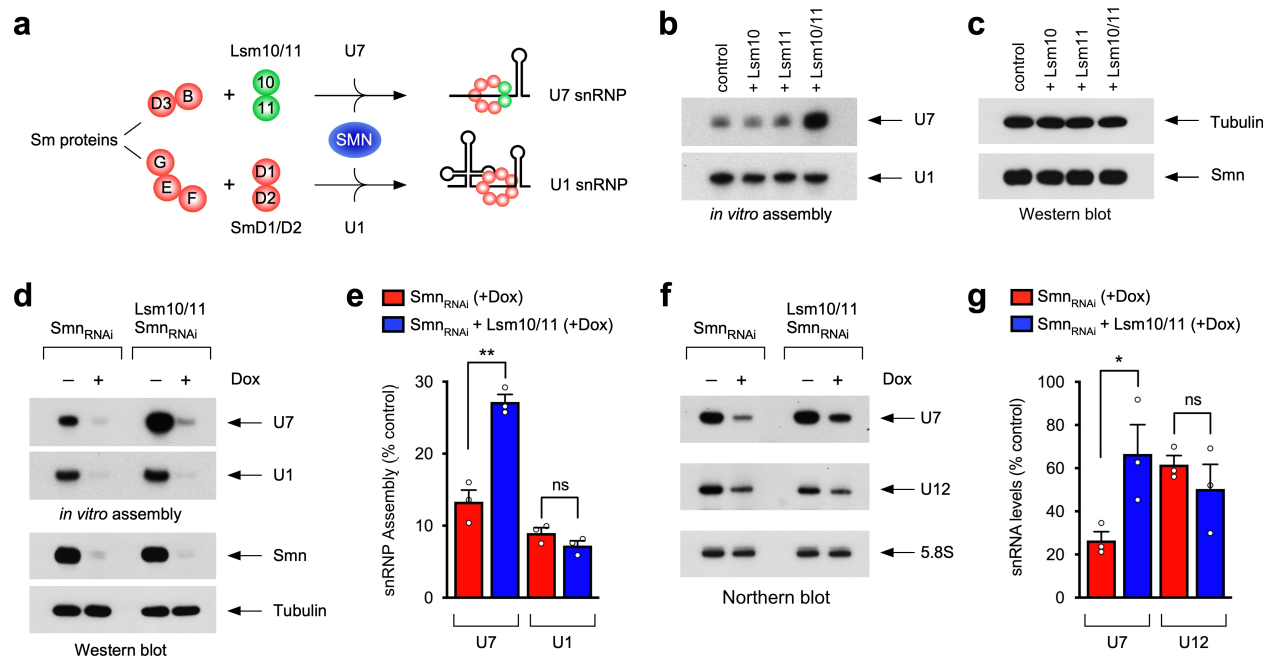 a
Lsm10/11
U7
10
11
D3
B
+
U7 snRNP
Sm proteins
SMN
G
E
F
+
D1
D2
U1 snRNP
SmD1/D2
U1
b
control
+ Lsm10
+ Lsm11
+ Lsm10/11
U7
U1
in vitro assembly
c
control
+ Lsm10
+ Lsm11
+ Lsm10/11
Tubulin
Smn
Western blot
d
SmnRNAi
Lsm10/11
SmnRNAi
– + – + Dox
U7
U1
in vitro assembly
Smn
Tubulin
Western blot
e
SmnRNAi (+Dox)
SmnRNAi + Lsm10/11 (+Dox)
snRNP Assembly (% control)
30
20
10
0
**
ns
U7 U1
f
SmnRNAi
Lsm10/11
SmnRNAi
– + – + Dox
U7
U12
5.8S
Northern blot
g
SmnRNAi (+Dox)
SmnRNAi + Lsm10/11 (+Dox)
snRNA levels (% control)
100
80
60
40
20
0
*
ns
U7 U12